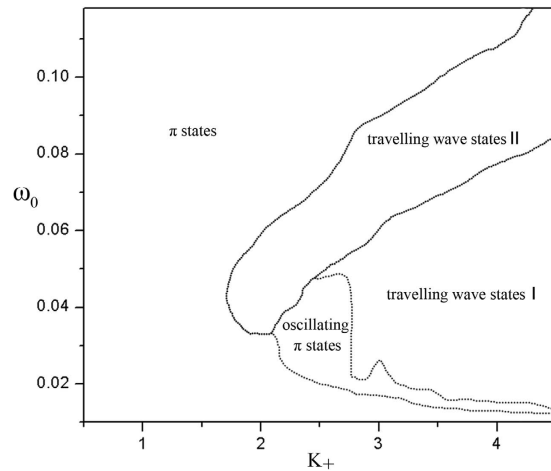 0.10
π states
0.08
travelling wave states II
ω0
0.06
0.04
travelling wave states I
oscillating
π states
0.02
1
2
3
4
K+